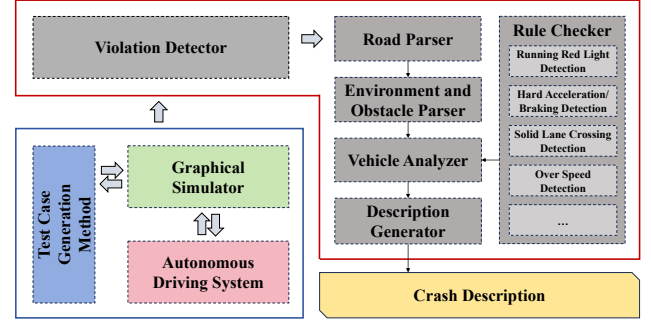 Violation Detector
Road Parser
Environment and
Obstacle Parser
Vehicle Analyzer
Description
Generator
Rule Checker
Running Red Light
Detection
Hard Acceleration/
Braking Detection
Solid Lane Crossing
Detection
Over Speed
Detection
...
Test Case
Generation
Method
Graphical
Simulator
Autonomous
Driving System
Crash Description